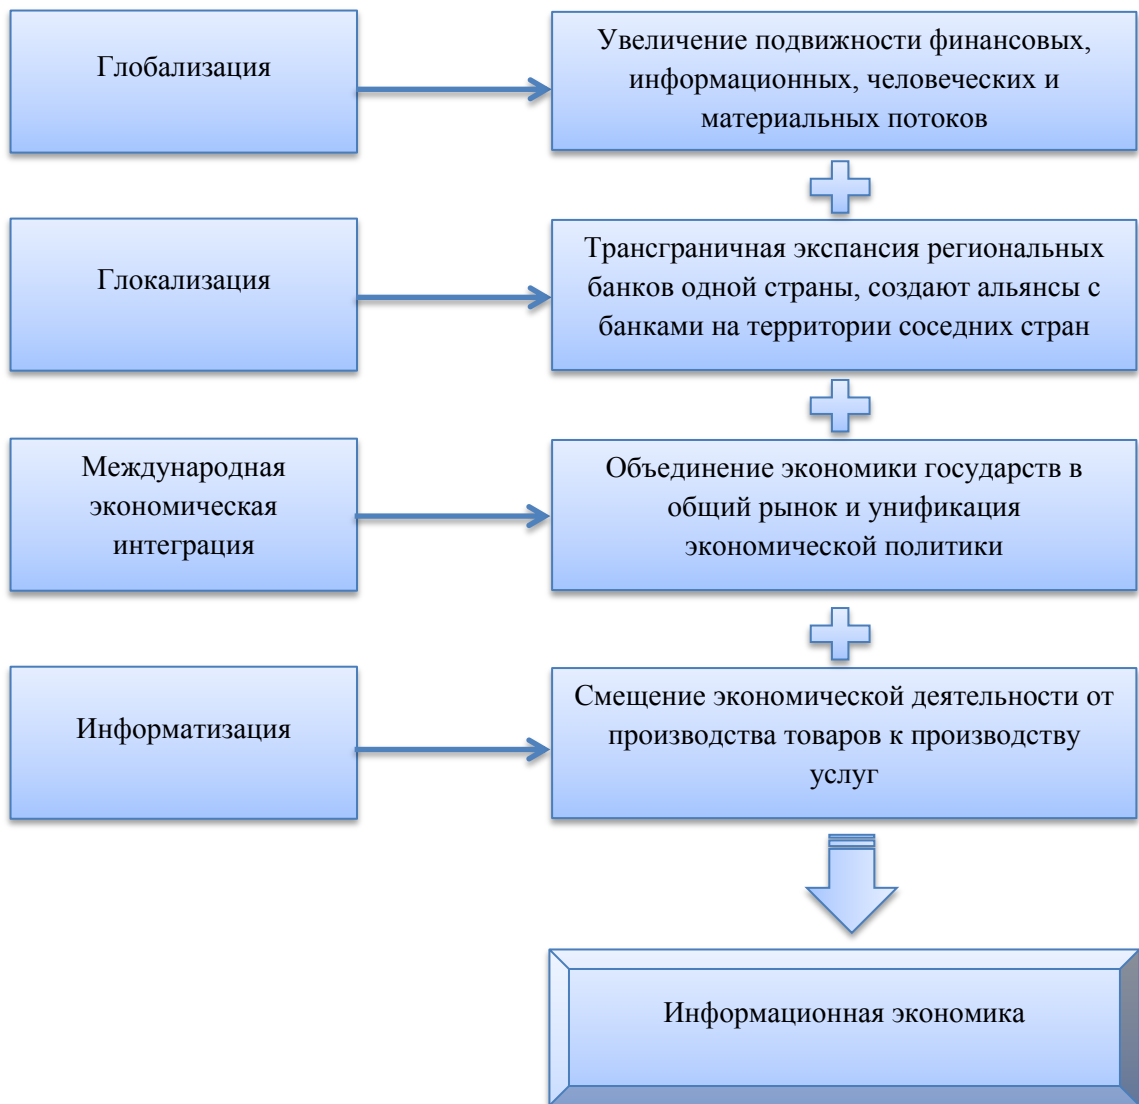 Глобализация
Увеличение подвижности финансовых,
информационных, человеческих и
материальных потоков
Глокализация
Трансграничная экспансия региональных
банков одной страны, создают альянсы с
банками на территории соседних стран
Международная
экономическая
интеграция
Объединение экономики государств в
общий рынок и унификация
экономической политики
Информатизация
Смещение экономической деятельности от
производства товаров к производству
услуг
Информационная экономика